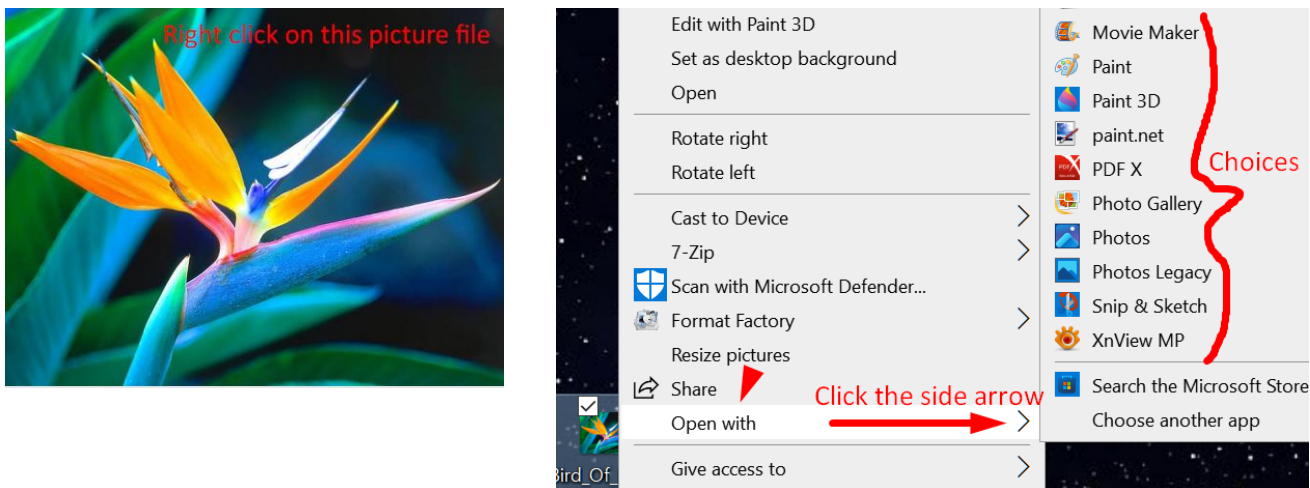 Right click on this picture file
Edit with Paint 3D
Set as desktop background
Open
Rotate right
Rotate left
Cast to Device
7-Zip
Scan with Microsoft Defender...
Format Factory
Resize pictures
Share
Open with
Click the side arrow
Give access to
Bird_Of_
Movie Maker
Paint
Paint 3D
paint.net
PDF X
Photo Gallery
Photos
Photos Legacy
Snip & Sketch
XnView MP
Choices
Search the Microsoft Store
Choose another app